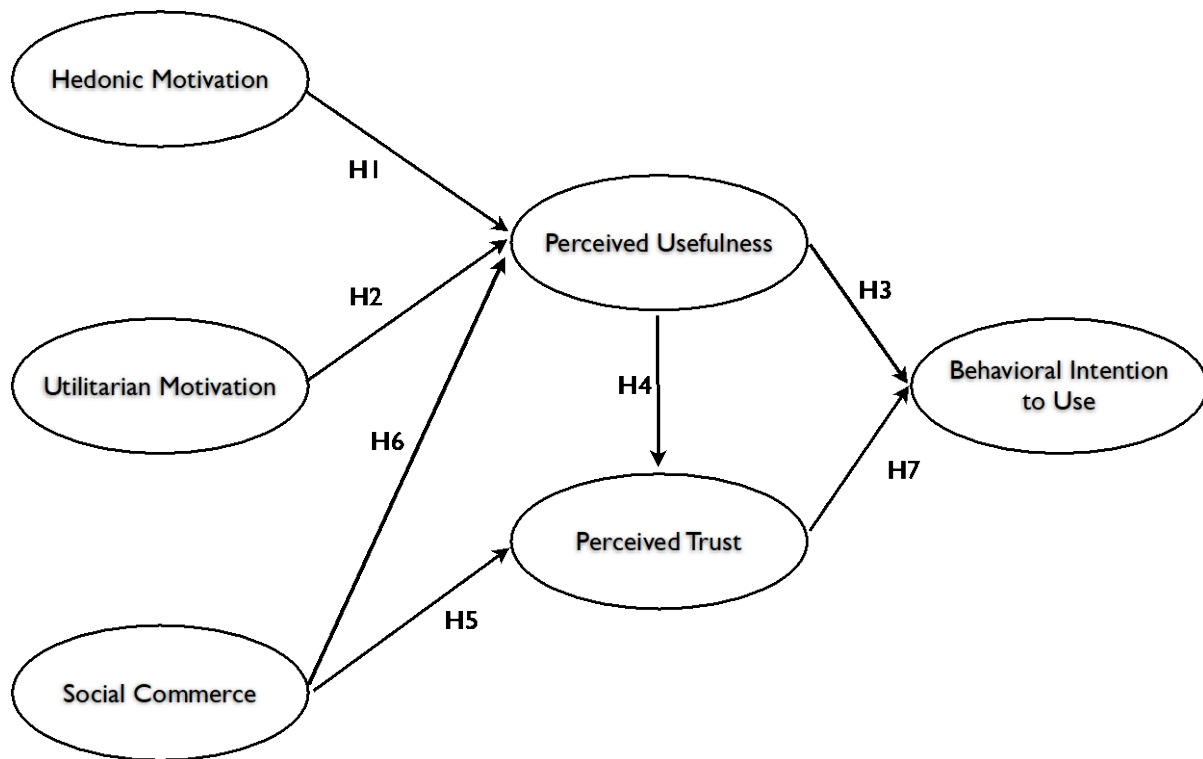 Hedonic Motivation
H1
Perceived Usefulness
H2
H3
Utilitarian Motivation
H4
Behavioral Intention
to Use
H6
H7
Perceived Trust
H5
Social Commerce